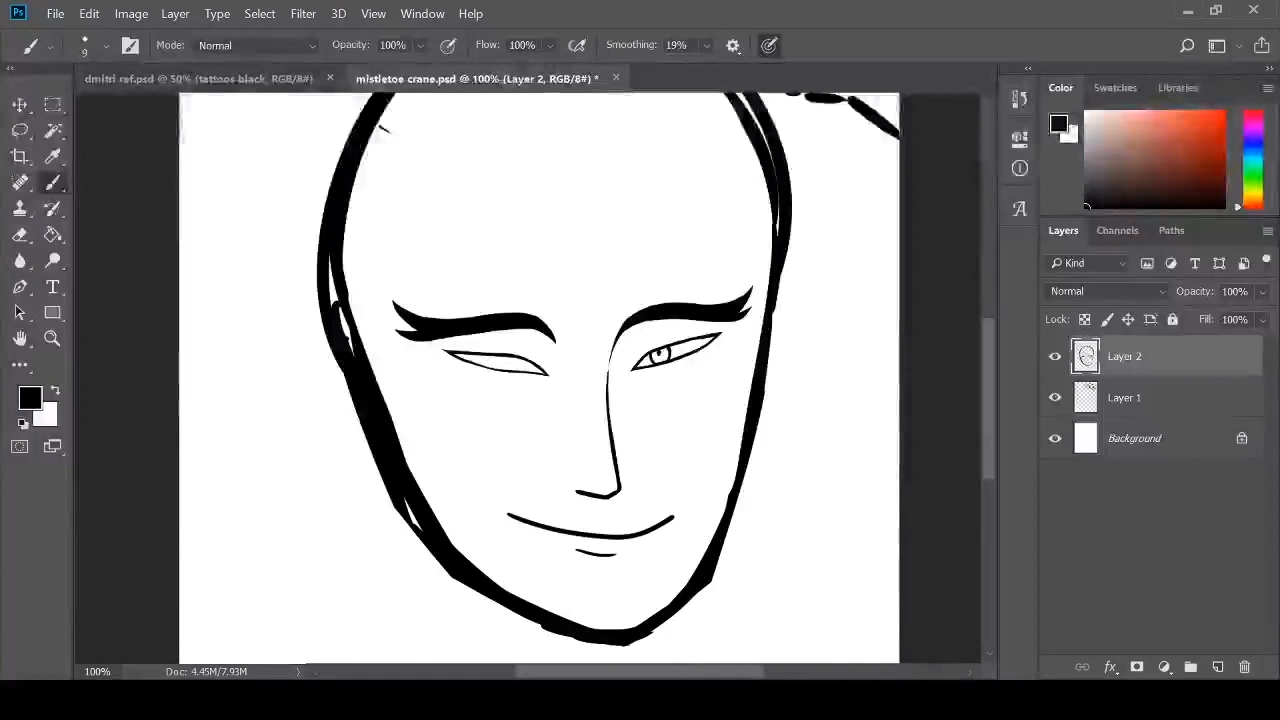 Ps File Edit Image Layer Type Select Filter 3D View Window Help
9 Mode: Normal Opacity: 100% Flow: 100% Smoothing: 19%
dmitri ref.psd @ 50% (tattoos black, RGB/8#) × mistletoe crane.psd @ 100% (Layer 2, RGB/8#) * ×
Color Swatches Libraries
Layers Channels Paths
Kind
Normal Opacity: 100%
Lock: Fill: 100%
Layer 2
Layer 1
Background
100% Doc: 4.45M/7.93M